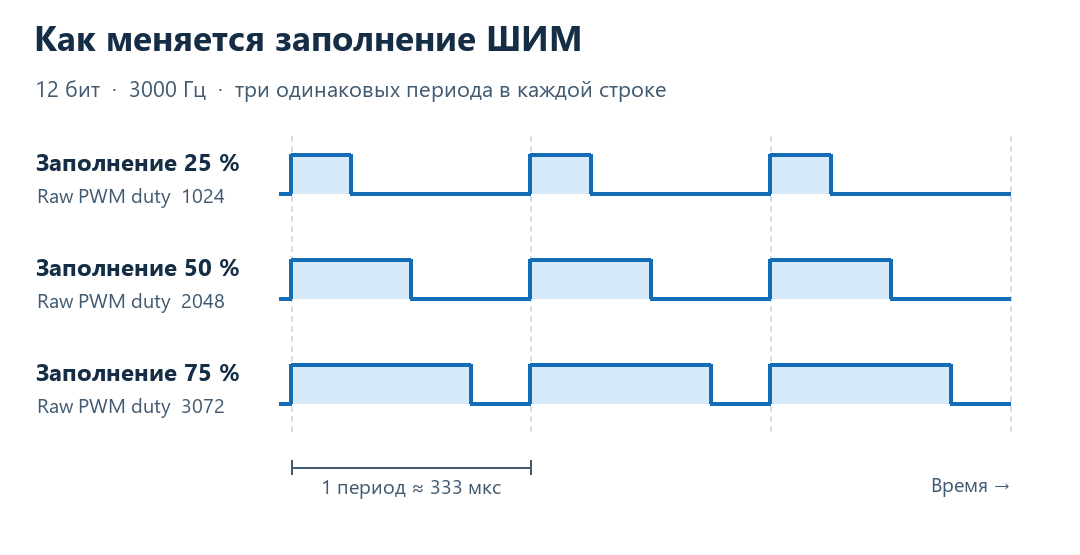 Как меняется заполнение ШИМ
12 бит · 3000 Гц · три одинаковых периода в каждой строке
Заполнение 25 %
Raw PWM duty 1024
Заполнение 50 %
Raw PWM duty 2048
Заполнение 75 %
Raw PWM duty 3072
1 период ≈ 333 мкс
Время →